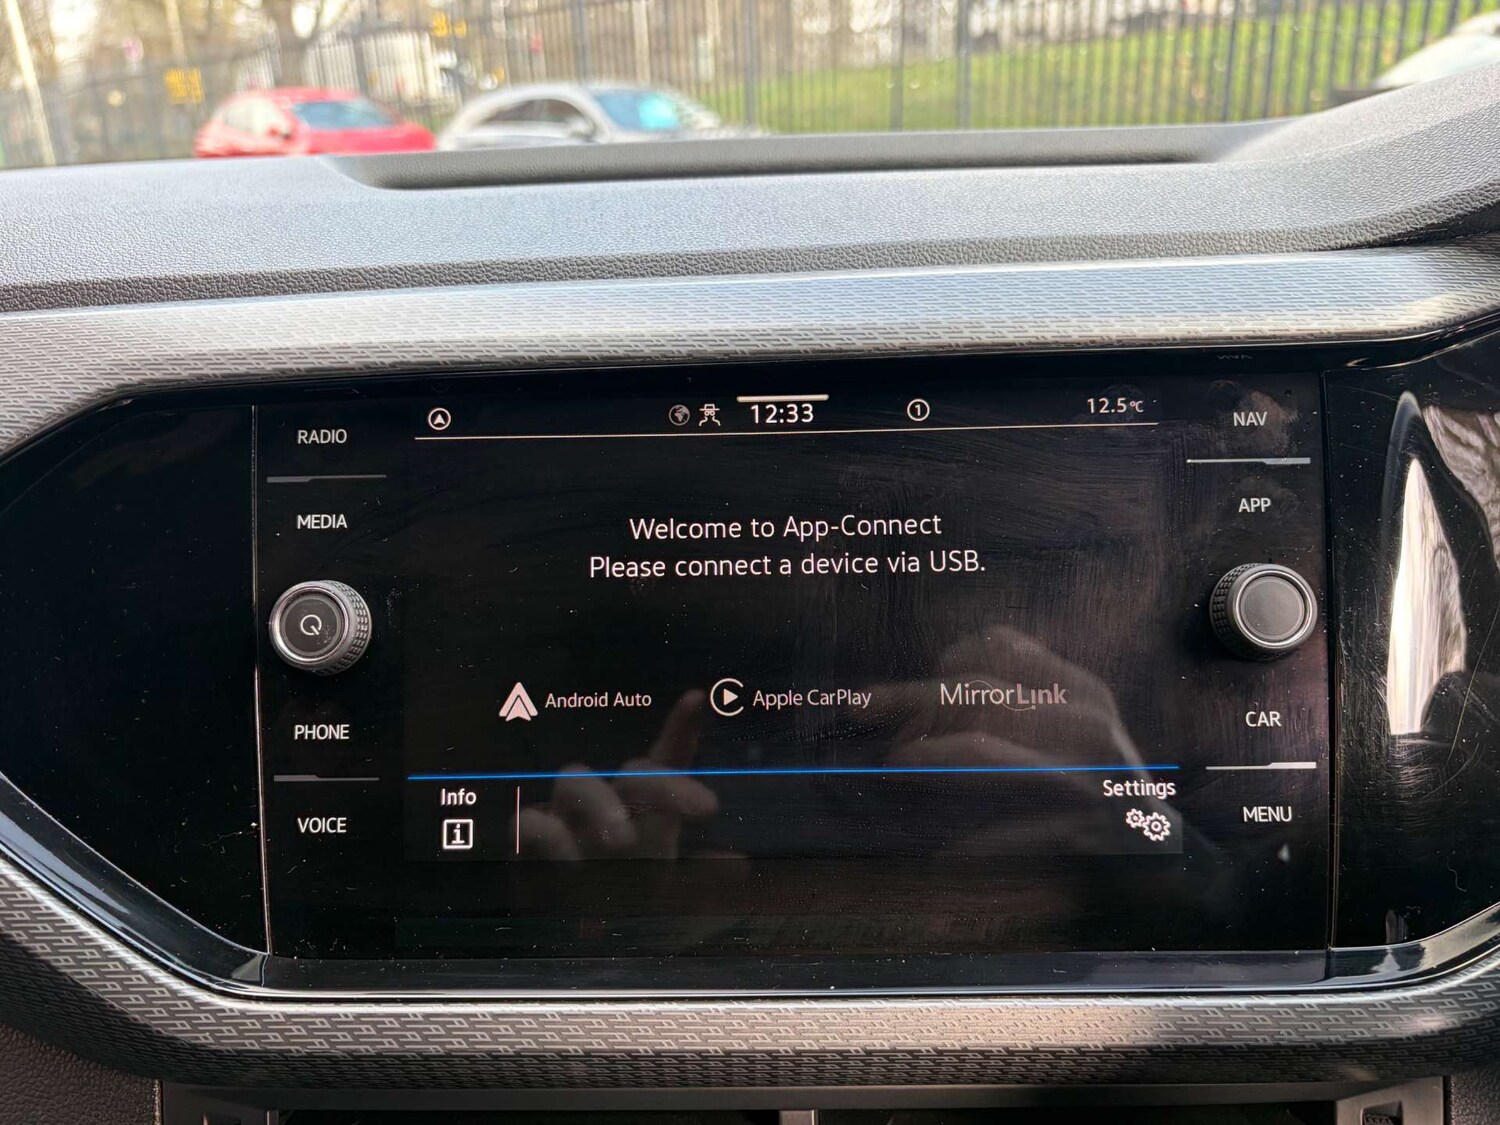 RADIO
MEDIA
PHONE
VOICE
12:33
1
12.5°C
Welcome to App-Connect
Please connect a device via USB.
Android Auto
Apple CarPlay
MirrorLink
Info
i
Settings
NAV
APP
CAR
MENU